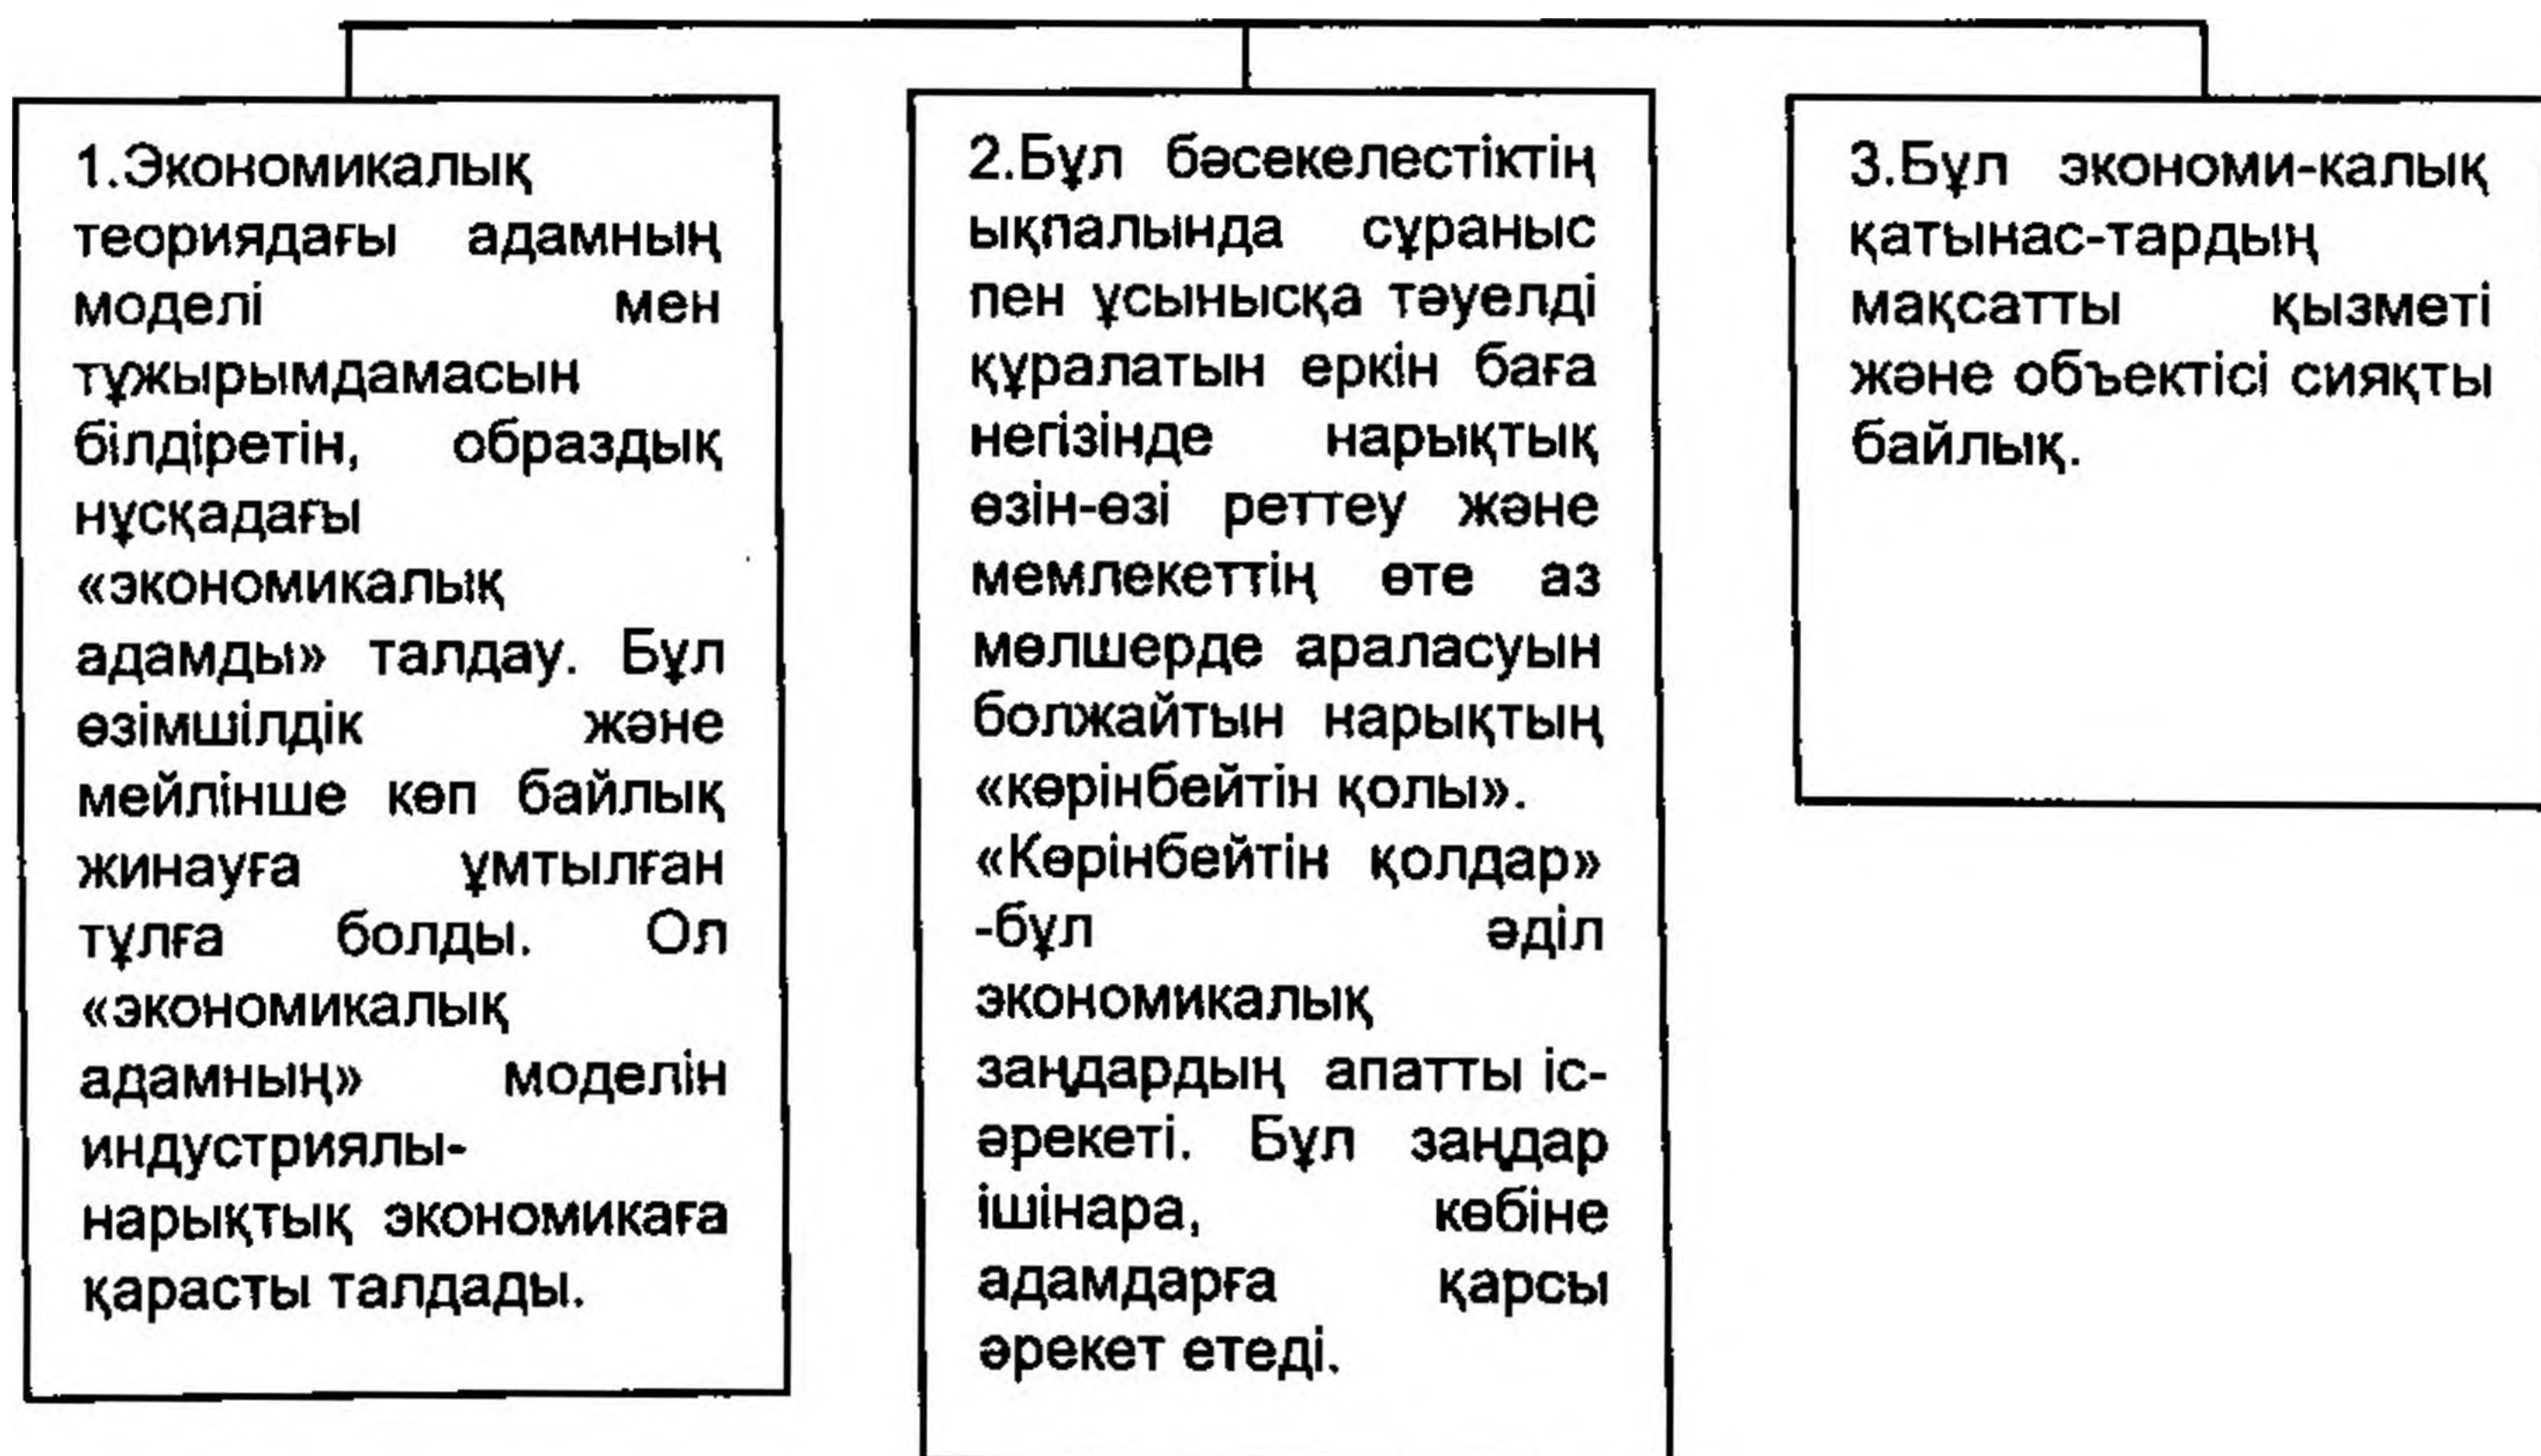 1.Экономикалық
теориядағы адамның
моделі мен
тұжырымдамасын
білдіретін, образдық
нұсқадағы
«экономикалық
адамды» талдау. Бұл
өзімшілдік және
мейлінше көп байлық
жинауға ұмтылған
тұлға болды. Ол
«экономикалық
адамның» моделін
индустриялы-
нарықтық экономикаға
қарасты талдады.
2.Бұл бәсекелестіктің
ықпалында сұраныс
пен ұсынысқа тәуелді
құралатын еркін баға
негізінде нарықтық
өзін-өзі реттеу және
мемлекеттің өте аз
мөлшерде араласуын
болжайтын нарықтың
«көрінбейтін қолы».
«Көрінбейтін қолдар»
-бұл әділ
экономикалық
заңдардың апатты іс-
әрекеті. Бұл заңдар
ішінара, көбіне
адамдарға қарсы
әрекет етеді.
3.Бұл экономи-калық
қатынас-тардың
мақсатты қызметі
және объектісі сияқты
байлық.